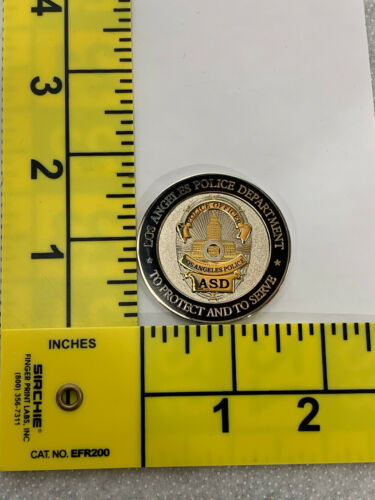 4
3
2
1
LOS ANGELES POLICE DEPARTMENT
POLICE OFFICER
LOS ANGELES POLICE
ASD
TO PROTECT AND TO SERVE
INCHES
SIRCHIE®
FINGER PRINT LABS, INC
(800) 356-7311
CAT. NO. EFR200
1
2